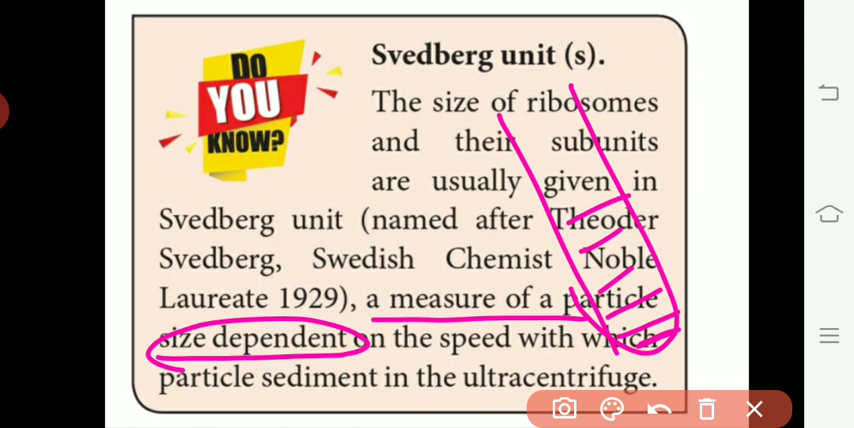 DO
YOU
KNOW?
Svedberg unit (s).
The size of ribosomes
and their subunits
are usually given in
Svedberg unit (named after Theoder
Svedberg, Swedish Chemist Noble
Laureate 1929), a measure of a particle
size dependent on the speed with which
particle sediment in the ultracentrifuge.